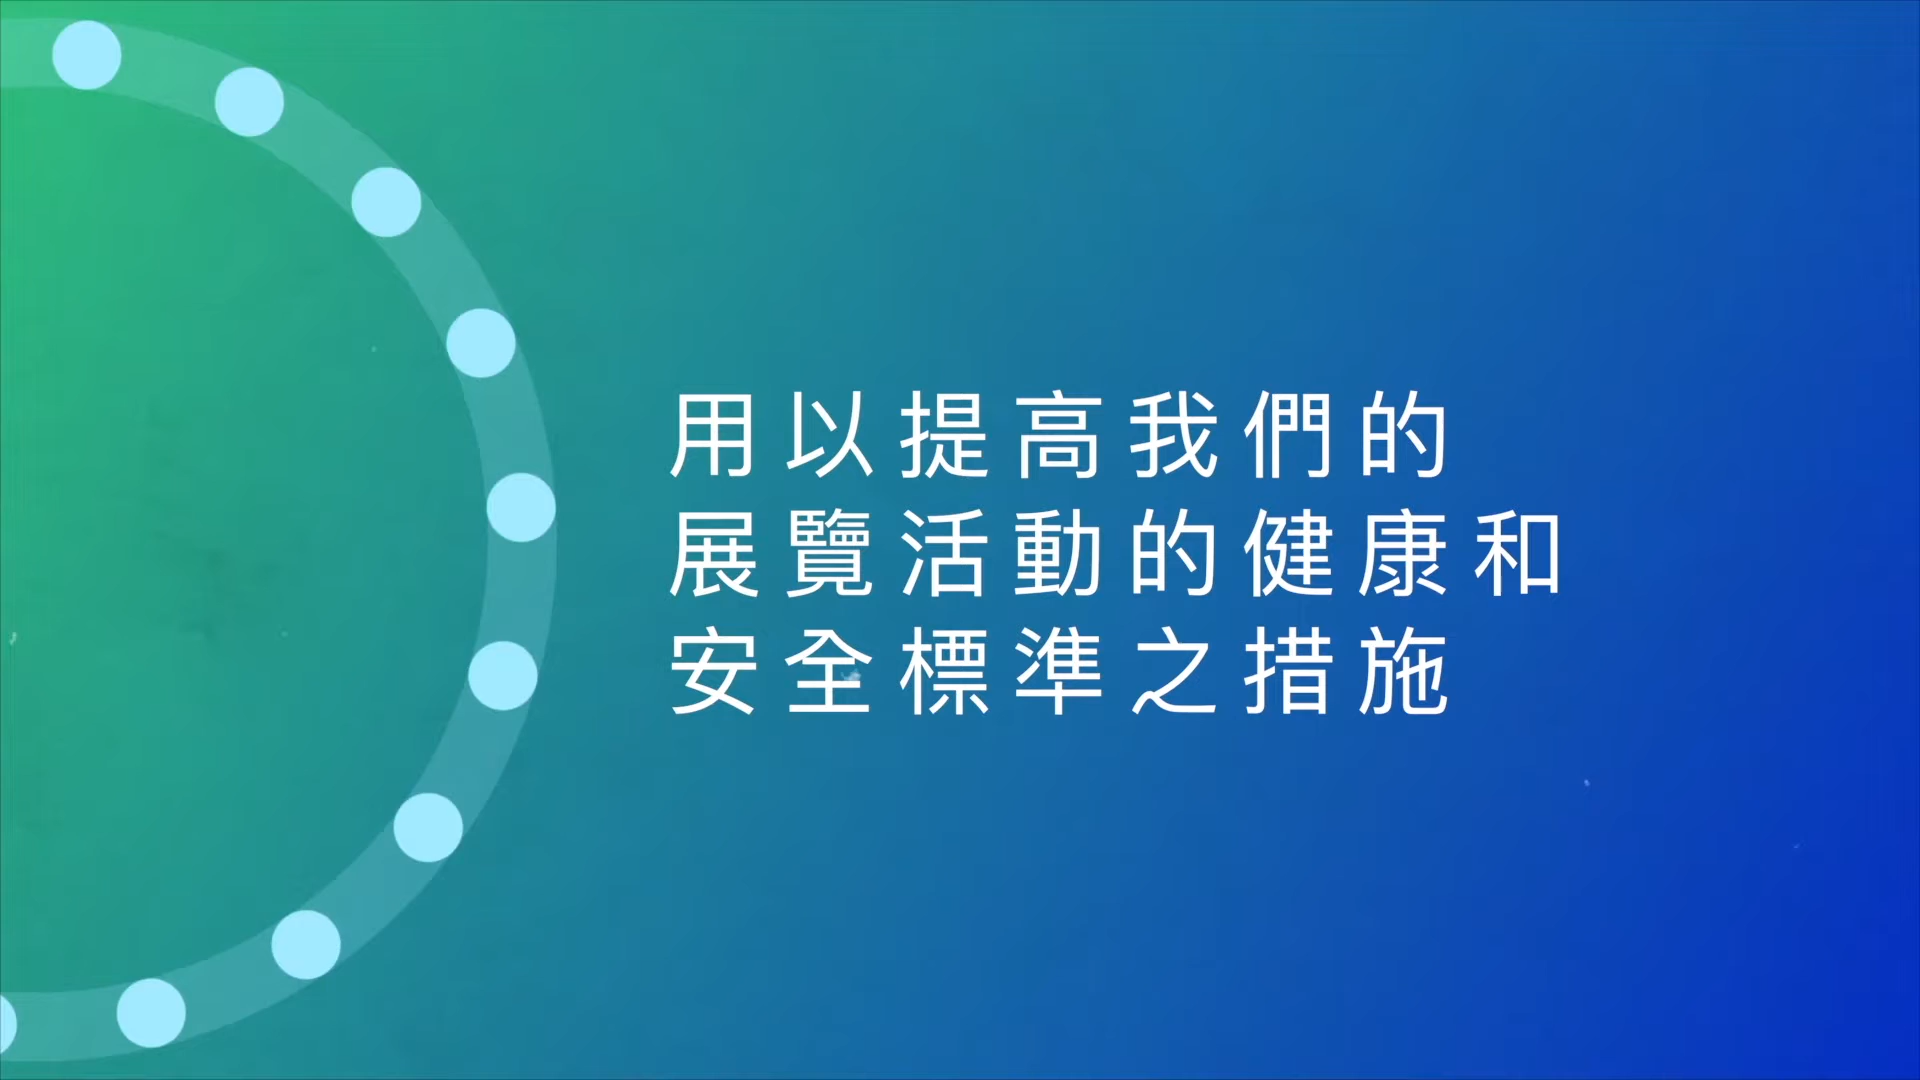 用以提高我們的
展覽活動的健康和
安全標準之措施